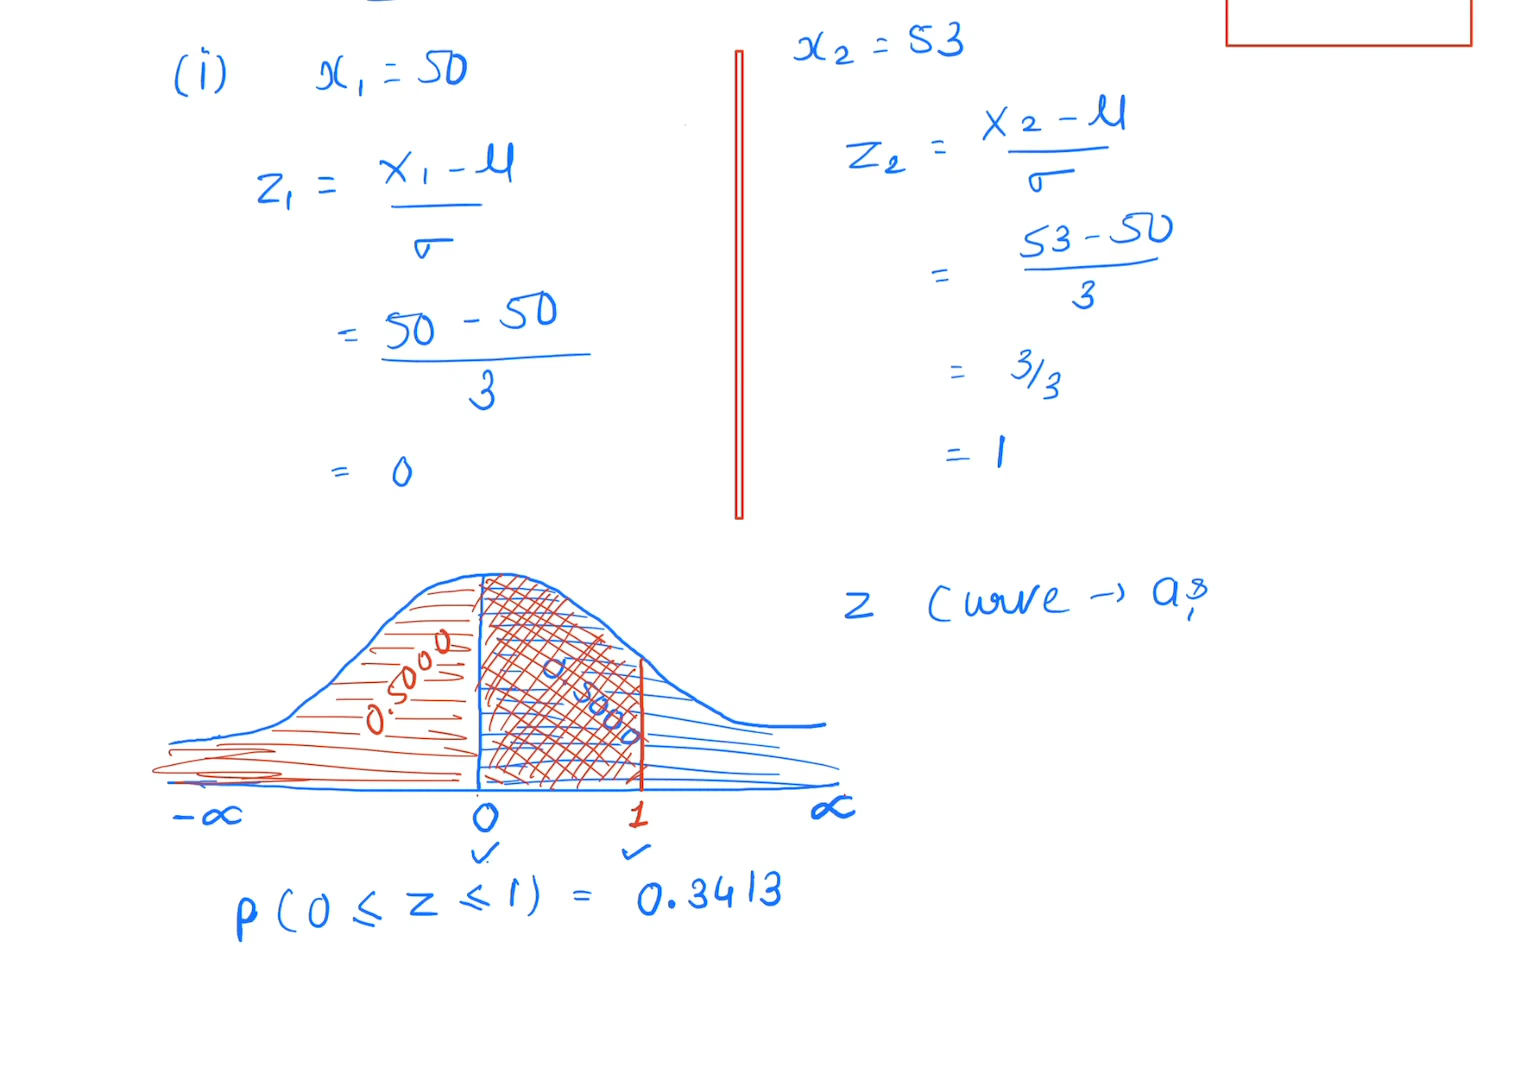 (i) x₁ = 50
z₁ = x₁ - μ
σ
= 50 - 50
3
= 0
x₂ = 53
z₂ = x₂ - μ
σ
= 53 - 50
3
= 3/3
= 1
z curve →
0.5000
0.5000
-∝ 0 1 ∝
p(0 ≤ z ≤ 1) = 0.3413